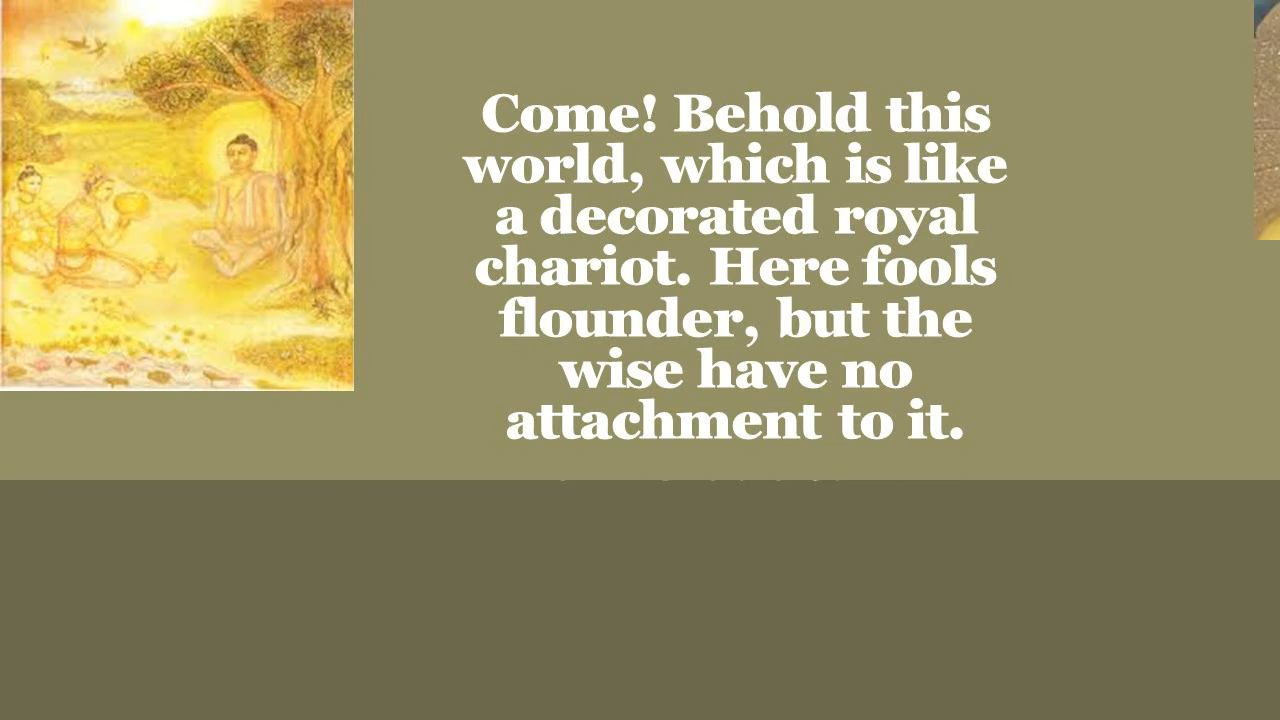 Come! Behold this
world, which is like
a decorated royal
chariot. Here fools
flounder, but the
wise have no
attachment to it.